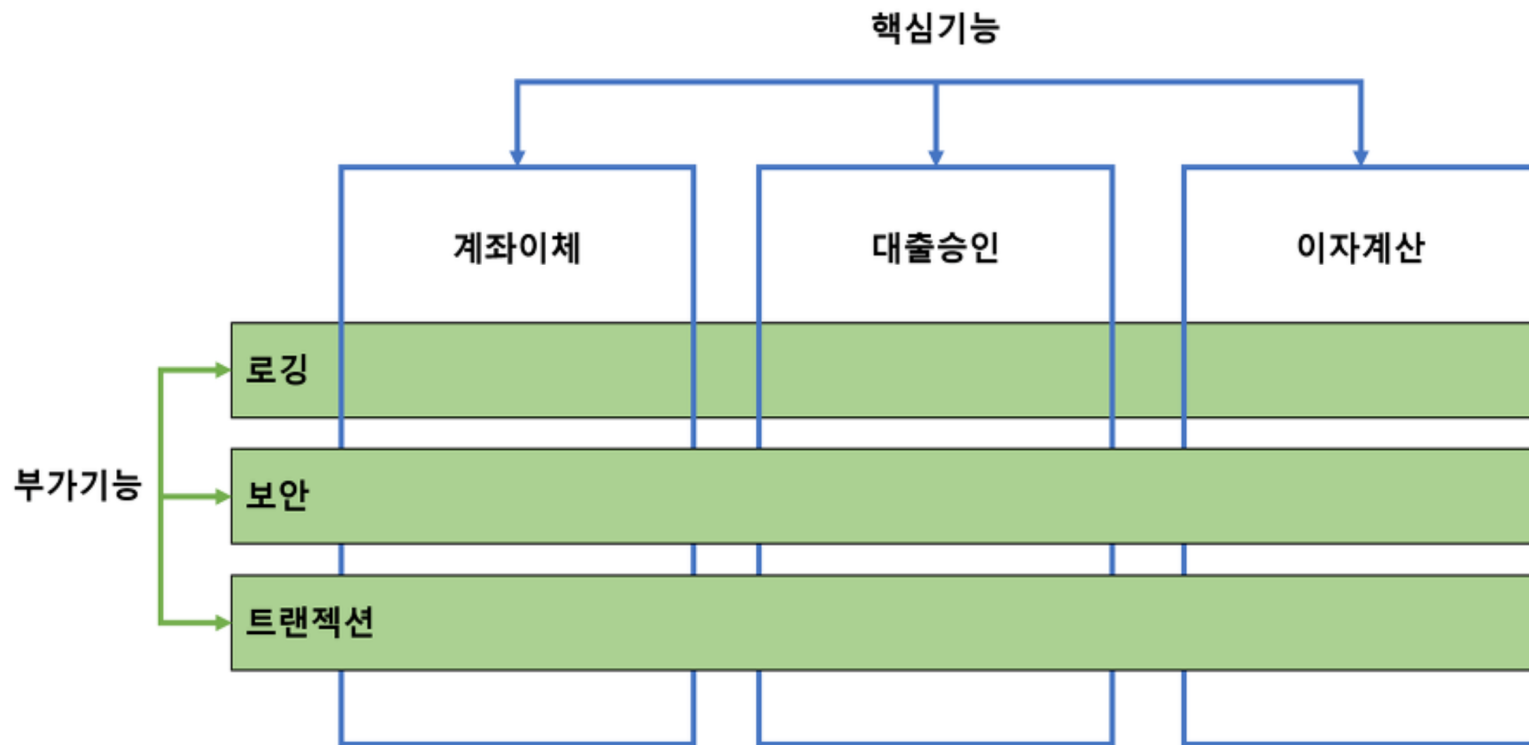 핵심기능
계좌이체
대출승인
이자계산
로깅
부가기능
보안
트랜젝션